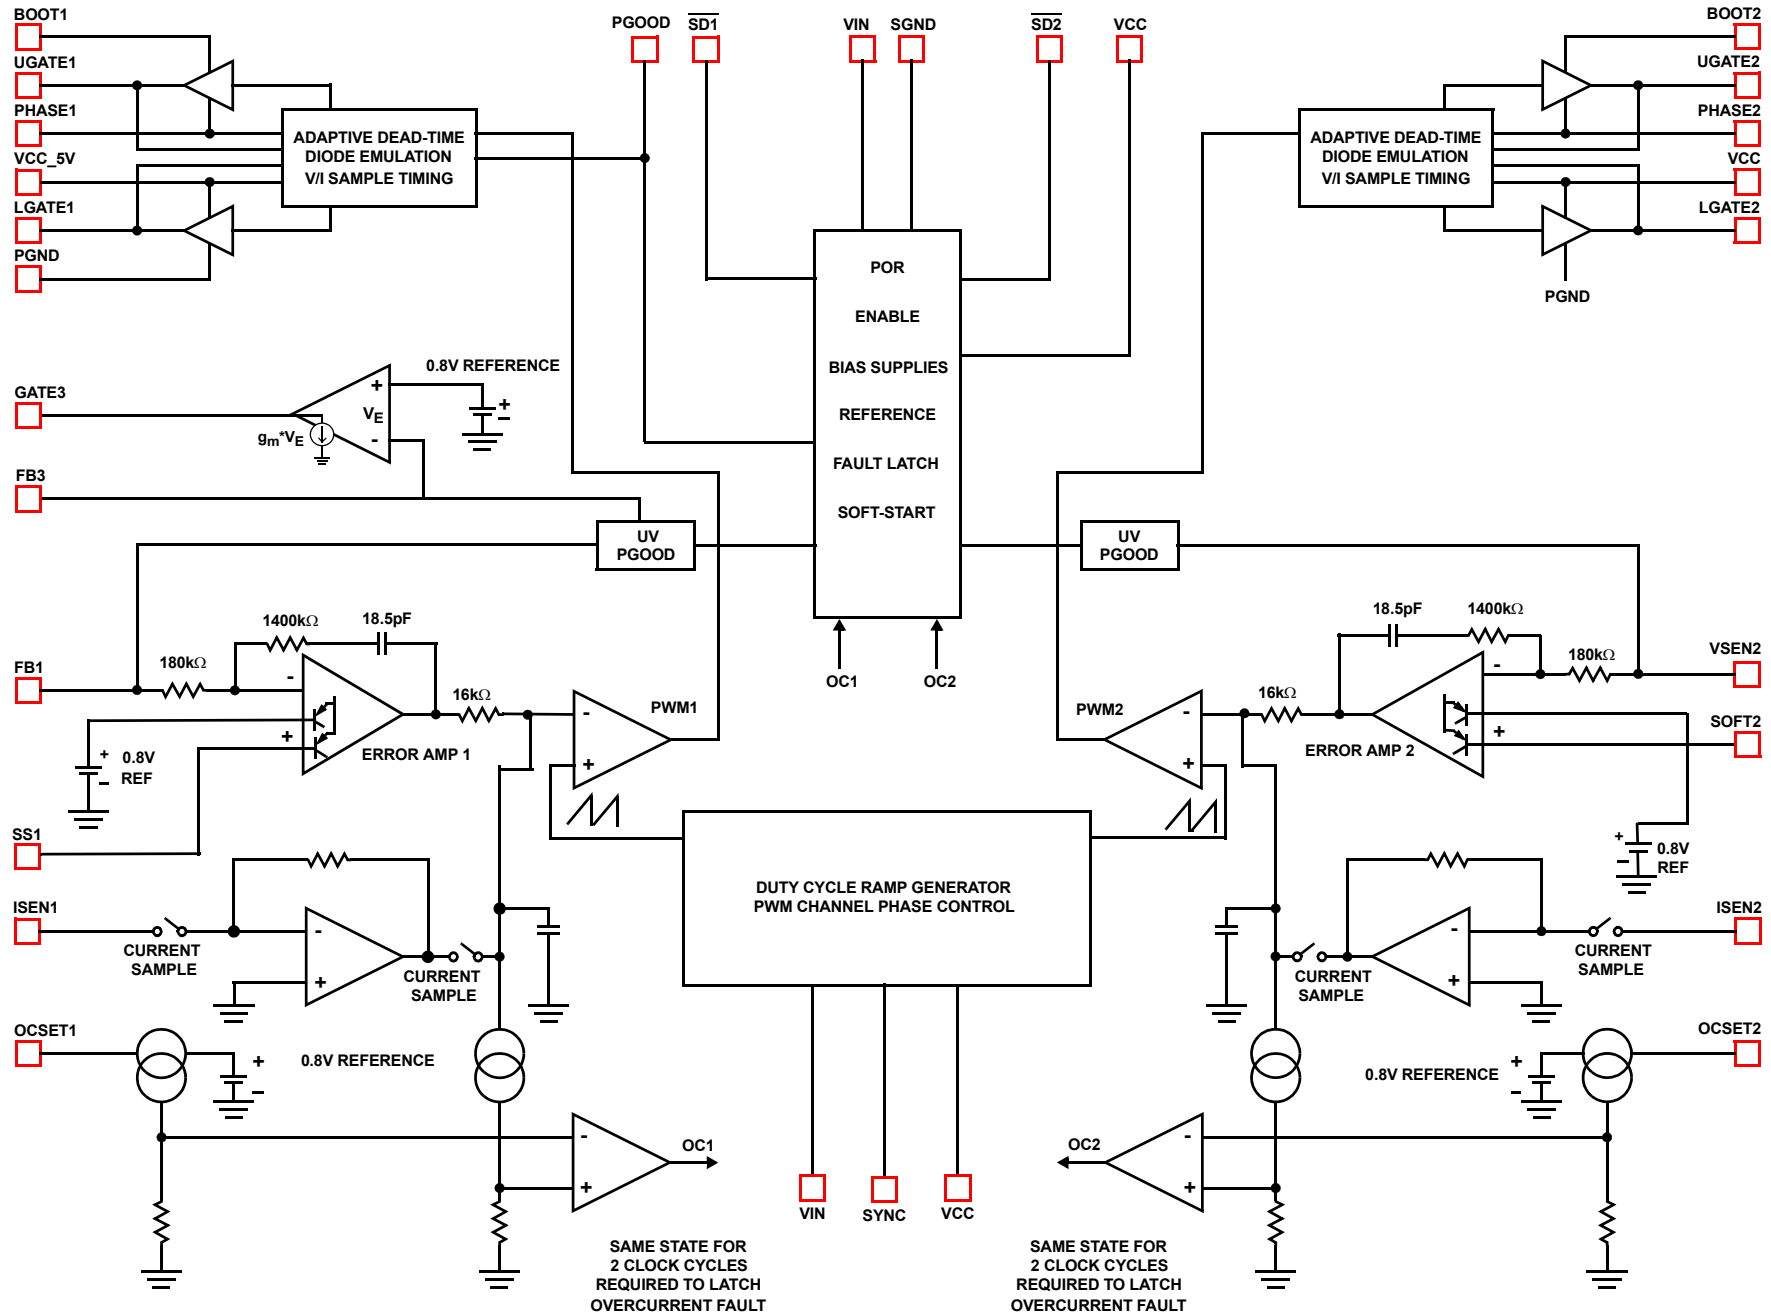 BOOT1
UGATE1
PHASE1
VCC_5V
LGATE1
PGND
ADAPTIVE DEAD-TIME
DIODE EMULATION
V/I SAMPLE TIMING
PGOOD
SD1
VIN
SGND
SD2
VCC
BOOT2
UGATE2
PHASE2
VCC
LGATE2
PGND
ADAPTIVE DEAD-TIME
DIODE EMULATION
V/I SAMPLE TIMING
POR
ENABLE
BIAS SUPPLIES
REFERENCE
FAULT LATCH
SOFT-START
OC1
OC2
GATE3
FB3
0.8V REFERENCE
+
VE
-
gm*VE
+
-
UV
PGOOD
UV
PGOOD
1400kΩ
18.5pF
180kΩ
FB1
-
+
16kΩ
ERROR AMP 1
+
-
0.8V
REF
SS1
-
+
PWM1
18.5pF
1400kΩ
180kΩ
VSEN2
-
+
16kΩ
ERROR AMP 2
SOFT2
PWM2
-
+
+
-
0.8V
REF
DUTY CYCLE RAMP GENERATOR
PWM CHANNEL PHASE CONTROL
VIN
SYNC
VCC
ISEN1
CURRENT
SAMPLE
-
+
CURRENT
SAMPLE
ISEN2
CURRENT
SAMPLE
-
+
CURRENT
SAMPLE
OCSET1
+
-
0.8V REFERENCE
-
+
OC1
OCSET2
+
-
0.8V REFERENCE
-
+
OC2
SAME STATE FOR
2 CLOCK CYCLES
REQUIRED TO LATCH
OVERCURRENT FAULT
SAME STATE FOR
2 CLOCK CYCLES
REQUIRED TO LATCH
OVERCURRENT FAULT